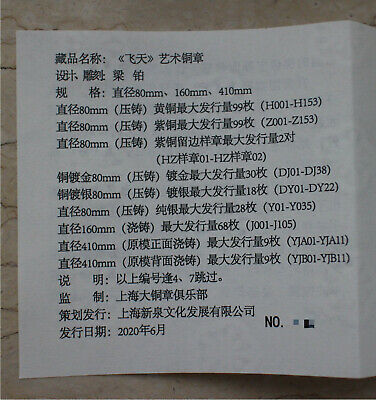 藏品名称：《飞天》艺术铜章
设计、雕刻：梁 铂
规 格：直径80mm、160mm、410mm
直径80mm（压铸）黄铜最大发行量99枚（H001-H153）
直径80mm（压铸）紫铜最大发行量99枚（Z001-Z153）
直径80mm（压铸）紫铜留边样章最大发行量2对
（HZ样章01-HZ样章02）
铜镀金80mm（压铸）镀金最大发行量30枚（DJ01-DJ38）
铜镀银80mm（压铸）镀银最大发行量18枚（DY01-DY22）
直径80mm（压铸）纯银最大发行量28枚（Y01-Y035）
直径160mm（浇铸）最大发行量68枚（J001-J105）
直径410mm（原模正面浇铸）最大发行量9枚（YJA01-YJA11）
直径410mm（原模背面浇铸）最大发行量9枚（YJB01-YJB11）
说 明：以上编号逢4、7跳过。
监 制：上海大铜章俱乐部
策划发行：上海新泉文化发展有限公司
发行日期：2020年6月
NO.